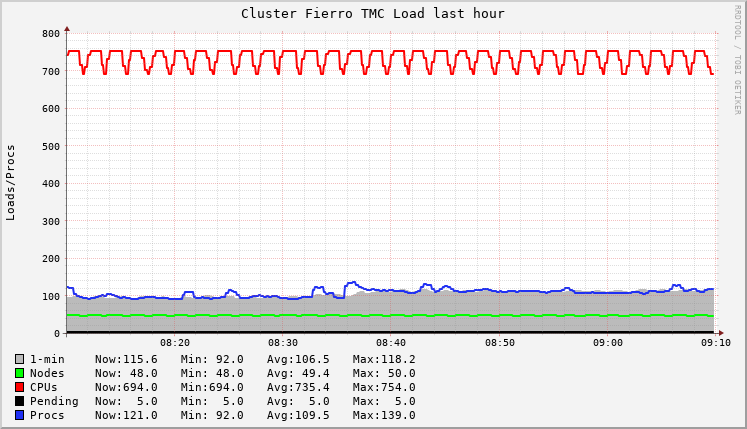 Cluster Fierro TMC Load last hour
RRDTOOL / TOBI OETIKER
Loads/Procs
800
700
600
500
400
300
200
100
0
08:20 08:30 08:40 08:50 09:00 09:10
1-min Now:115.6 Min: 92.0 Avg:106.5 Max:118.2
Nodes Now: 48.0 Min: 48.0 Avg: 49.4 Max: 50.0
CPUs Now:694.0 Min:694.0 Avg:735.4 Max:754.0
Pending Now: 5.0 Min: 5.0 Avg: 5.0 Max: 5.0
Procs Now:121.0 Min: 92.0 Avg:109.5 Max:139.0